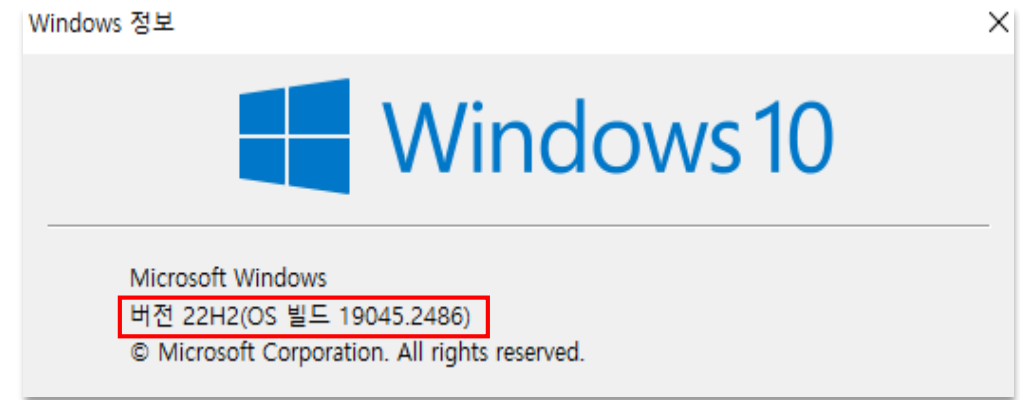 Windows 정보
Windows 10
Microsoft Windows
버전 22H2(OS 빌드 19045.2486)
© Microsoft Corporation. All rights reserved.